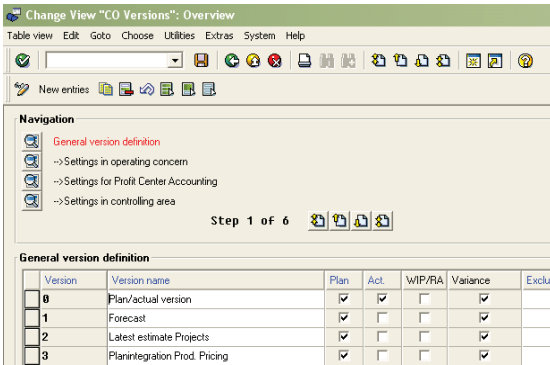 Change View "CO Versions": Overview
Table view Edit Goto Choose Utilities Extras System Help
New entries
Navigation
General version definition
-->Settings in operating concern
-->Settings for Profit Center Accounting
-->Settings in controlling area
Step 1 of 6
General version definition
Version Version name Plan Act. WIP/RA Variance Exclu
0 Plan/actual version
1 Forecast
2 Latest estimate Projects
3 Planintegration Prod. Pricing